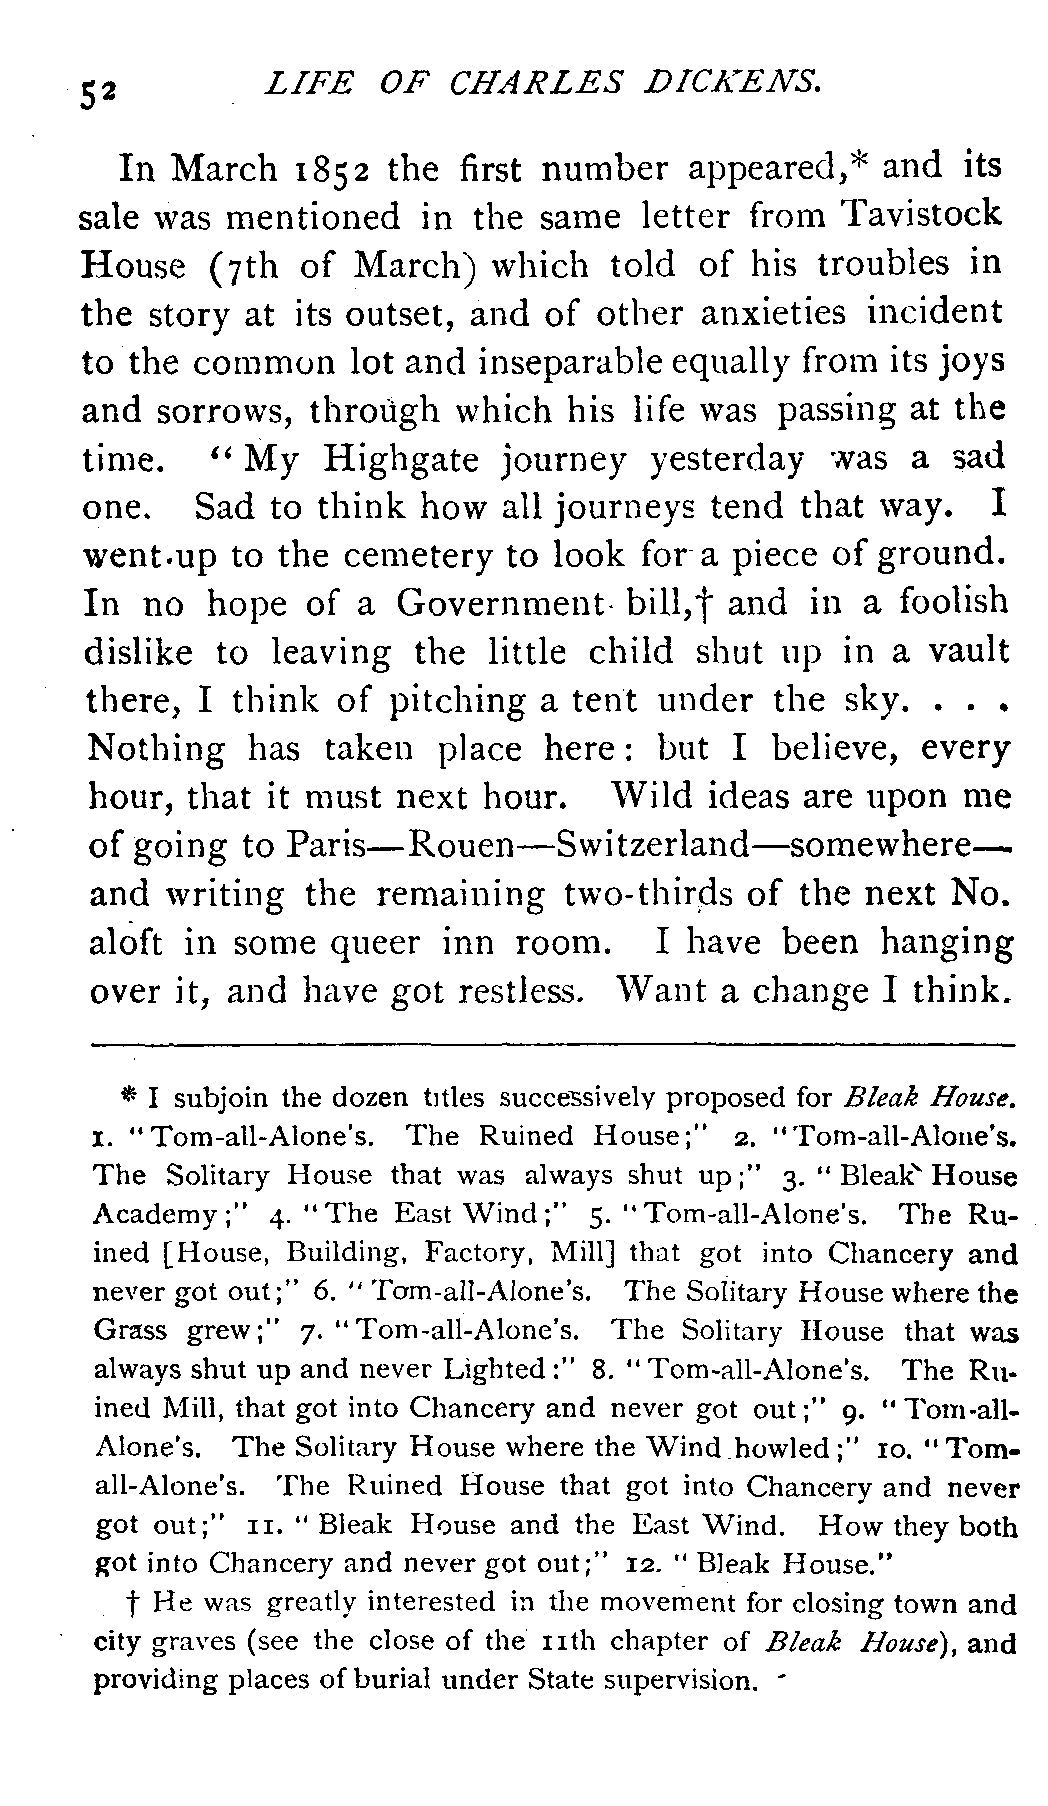 52 LIFE OF CHARLES DICKENS.
In March 1852 the first number appeared,* and its
sale was mentioned in the same letter from Tavistock
House (7th of March) which told of his troubles in
the story at its outset, and of other anxieties incident
to the common lot and inseparable equally from its joys
and sorrows, through which his life was passing at the
time. “My Highgate journey yesterday was a sad
one. Sad to think how all journeys tend that way. I
went up to the cemetery to look for a piece of ground.
In no hope of a Government bill,† and in a foolish
dislike to leaving the little child shut up in a vault
there, I think of pitching a tent under the sky. . . .
Nothing has taken place here: but I believe, every
hour, that it must next hour. Wild ideas are upon me
of going to Paris—Rouen—Switzerland—somewhere—
and writing the remaining two-thirds of the next No.
aloft in some queer inn room. I have been hanging
over it, and have got restless. Want a change I think.
* I subjoin the dozen titles successively proposed for Bleak House.
1. “Tom-all-Alone's. The Ruined House;” 2. “Tom-all-Alone's.
The Solitary House that was always shut up;” 3. “Bleak House
Academy;” 4. “The East Wind;” 5. “Tom-all-Alone's. The Ru-
ined [House, Building, Factory, Mill] that got into Chancery and
never got out;” 6. “Tom-all-Alone's. The Solitary House where the
Grass grew;” 7. “Tom-all-Alone's. The Solitary House that was
always shut up and never Lighted:” 8. “Tom-all-Alone's. The Ru-
ined Mill, that got into Chancery and never got out;” 9. “Tom-all-
Alone's. The Solitary House where the Wind howled;” 10. “Tom-
all-Alone's. The Ruined House that got into Chancery and never
got out;” 11. “Bleak House and the East Wind. How they both
got into Chancery and never got out;” 12. “Bleak House.”
† He was greatly interested in the movement for closing town and
city graves (see the close of the 11th chapter of Bleak House), and
providing places of burial under State supervision.